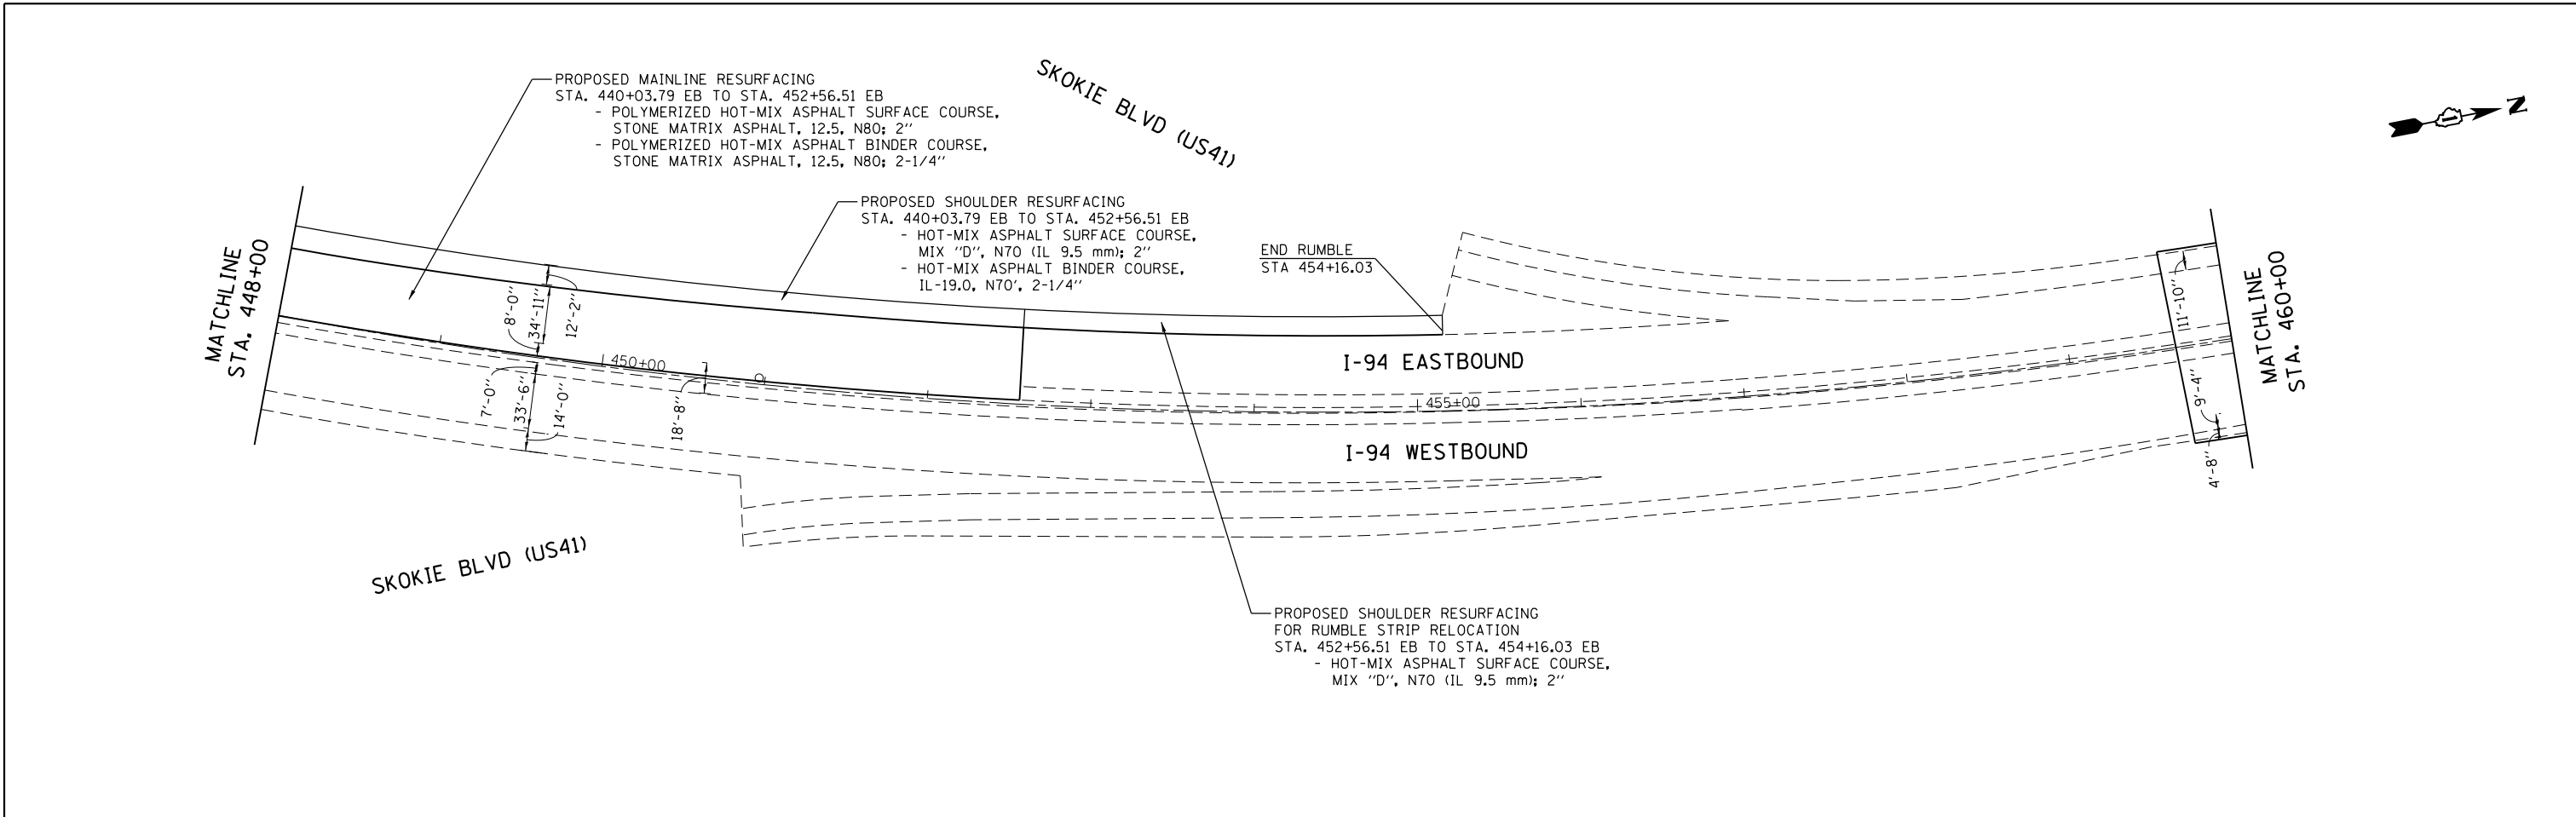 PROPOSED MAINLINE RESURFACING
STA. 440+03.79 EB TO STA. 452+56.51 EB
- POLYMERIZED HOT-MIX ASPHALT SURFACE COURSE,
STONE MATRIX ASPHALT, 12.5, N80; 2''
- POLYMERIZED HOT-MIX ASPHALT BINDER COURSE,
STONE MATRIX ASPHALT, 12.5, N80; 2-1/4''
SKOKIE BLVD (US41)
N
PROPOSED SHOULDER RESURFACING
STA. 440+03.79 EB TO STA. 452+56.51 EB
- HOT-MIX ASPHALT SURFACE COURSE,
MIX "D", N70 (IL 9.5 mm); 2''
- HOT-MIX ASPHALT BINDER COURSE,
IL-19.0, N70', 2-1/4''
END RUMBLE
STA 454+16.03
MATCHLINE
STA. 448+00
8'-0''
34'-11''
12'-2''
450+00
7'-0''
33'-6''
14'-0''
18'-8''
I-94 EASTBOUND
455+00
I-94 WESTBOUND
11'-10''
9'-4''
4'-8''
MATCHLINE
STA. 460+00
SKOKIE BLVD (US41)
PROPOSED SHOULDER RESURFACING
FOR RUMBLE STRIP RELOCATION
STA. 452+56.51 EB TO STA. 454+16.03 EB
- HOT-MIX ASPHALT SURFACE COURSE,
MIX "D", N70 (IL 9.5 mm); 2''